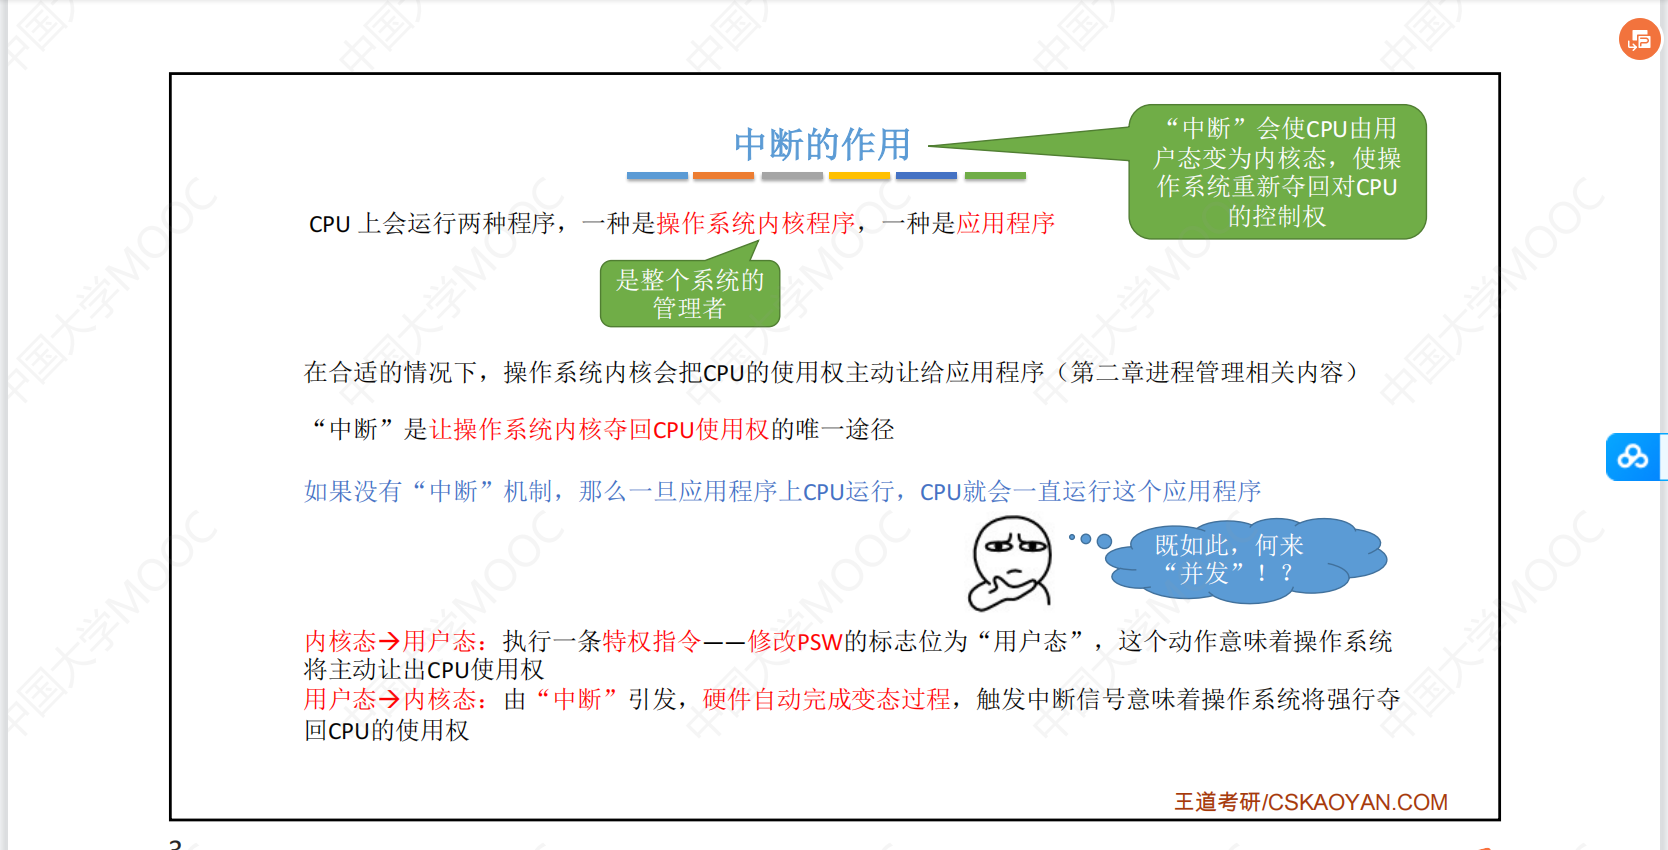 中断的作用
“中断”会使CPU由用
户态变为内核态，使操
作系统重新夺回对CPU
的控制权
CPU 上会运行两种程序，一种是操作系统内核程序，一种是应用程序
是整个系统的
管理者
在合适的情况下，操作系统内核会把CPU的使用权主动让给应用程序（第二章进程管理相关内容）
“中断”是让操作系统内核夺回CPU使用权的唯一途径
如果没有“中断”机制，那么一旦应用程序上CPU运行，CPU就会一直运行这个应用程序
既如此，何来
“并发”！？
内核态→用户态：执行一条特权指令——修改PSW的标志位为“用户态”，这个动作意味着操作系统
将主动让出CPU使用权
用户态→内核态：由“中断”引发，硬件自动完成变态过程，触发中断信号意味着操作系统将强行夺
回CPU的使用权
王道考研/CSKAOYAN.COM
中国大学MOOC